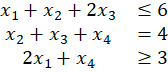 x₁ + x₂ + 2x₃ ≤ 6
x₂ + x₃ + x₄ = 4
2x₁ + x₄ ≥ 3